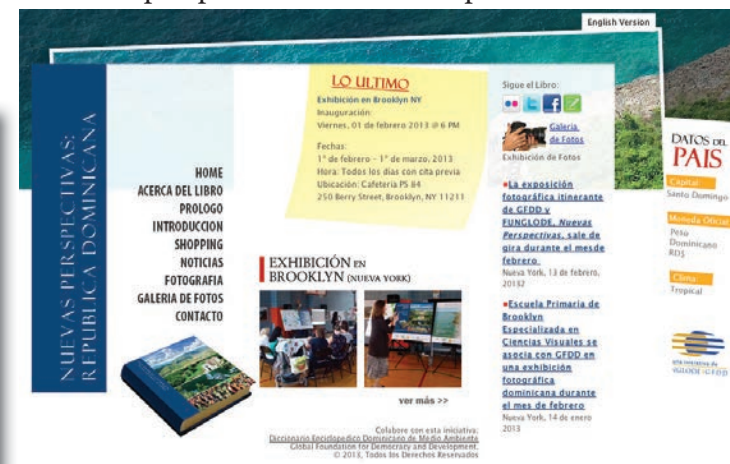 English Version
NUEVAS PERSPECTIVAS:
REPUBLICA DOMINICANA
HOME
ACERCA DEL LIBRO
PROLOGO
INTRODUCCION
SHOPPING
NOTICIAS
FOTOGRAFIA
GALERIA DE FOTOS
CONTACTO
LO ULTIMO
Exhibición en Brooklyn NY
Inauguración:
Viernes, 01 de febrero 2013 @ 6 PM
Fechas:
1° de febrero - 1° de marzo, 2013
Hora: Todos los días con cita previa
Ubicación: Cafetería PS 84
250 Berry Street, Brooklyn, NY 11211
EXHIBICIÓN EN
BROOKLYN (NUEVA YORK)
ver más >>
Colabore con esta iniciativa:
Diccionario Enciclopedico Dominicano de Medio Ambiente
Global Foundation for Democracy and Development.
© 2013, Todos los Derechos Reservados
Sigue el Libro:
Galeria
de Fotos
Exhibición de Fotos
La exposición
fotográfica itinerante
de GFDD y
FUNGLODE, Nuevas
Perspectivas, sale de
gira durante el mesde
febrero.
Nueva York, 13 de febrero,
20132
Escuela Primaria de
Brooklyn
Especializada en
Ciencias Visuales se
asocia con GFDD en
una exhibición
fotográfica
dominicana durante
el mes de febrero
Nueva York, 14 de enero
2013
DATOS DEL
PAIS
Capital
Santo Domingo
Moneda Oficial
Peso
Dominicano
RD$
Clima
Tropical
una iniciativa de
FUNGLODE/GFDD